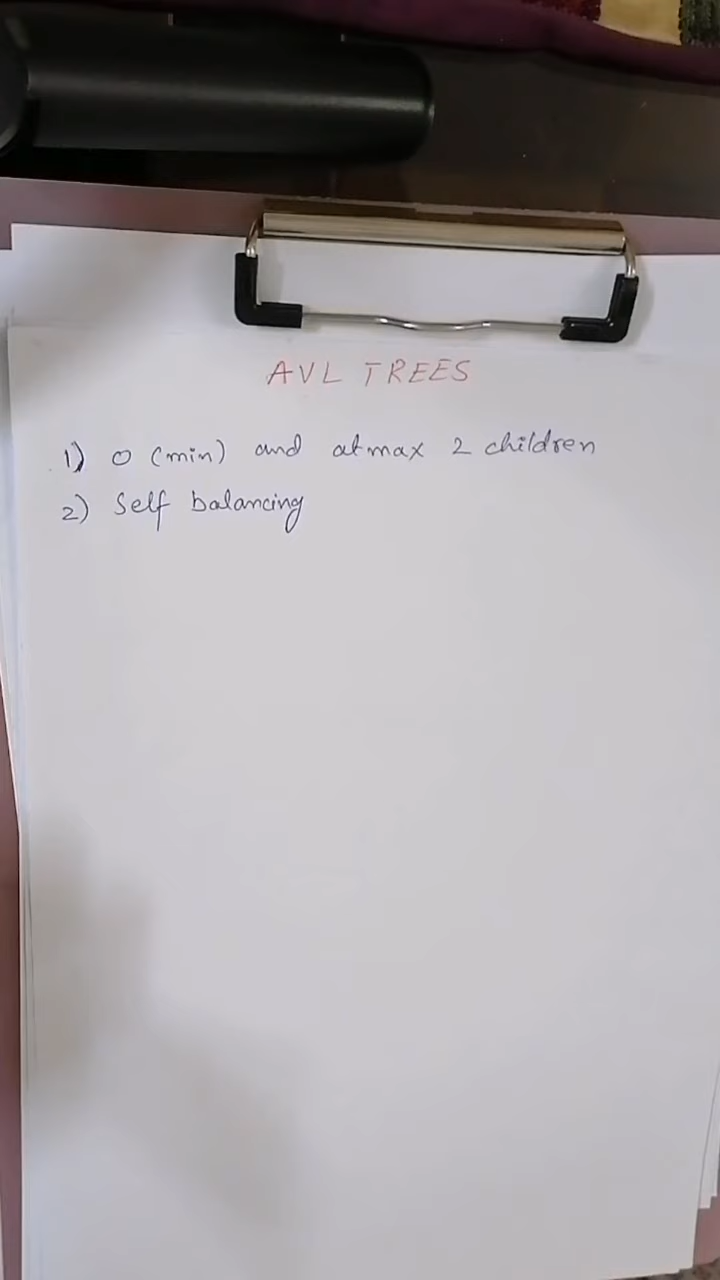 AVL TREES
1) 0 (min) and atmax 2 children
2) Self balancing